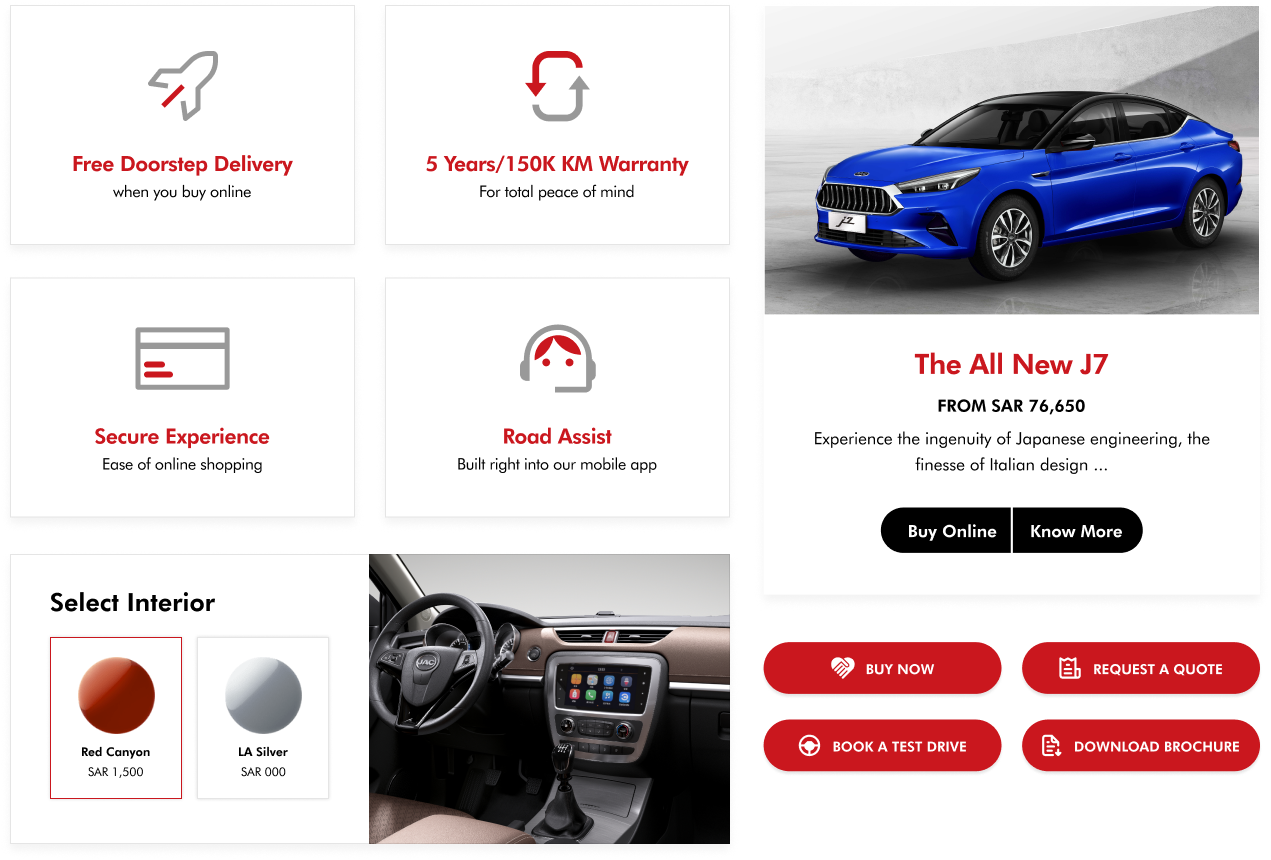 Free Doorstep Delivery
when you buy online
5 Years/150K KM Warranty
For total peace of mind
Secure Experience
Ease of online shopping
Road Assist
Built right into our mobile app
Select Interior
Red Canyon
SAR 1,500
LA Silver
SAR 000
JAC
j7
The All New J7
FROM SAR 76,650
Experience the ingenuity of Japanese engineering, the
finesse of Italian design ...
Buy Online
Know More
BUY NOW
REQUEST A QUOTE
BOOK A TEST DRIVE
DOWNLOAD BROCHURE